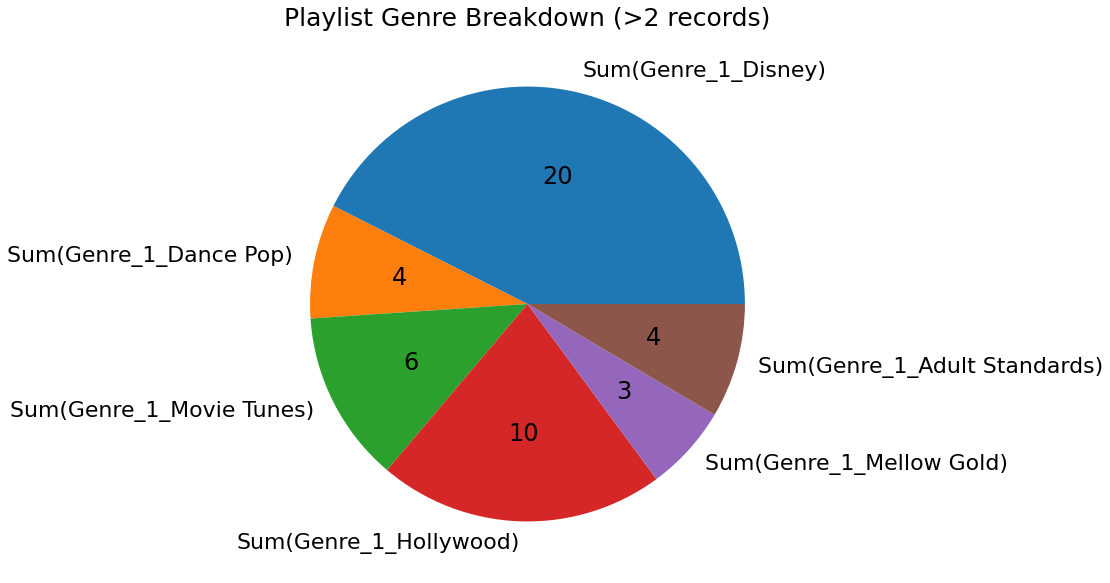 Playlist Genre Breakdown (>2 records)
Sum(Genre_1_Disney)
20
Sum(Genre_1_Dance Pop)
4
Sum(Genre_1_Movie Tunes)
6
Sum(Genre_1_Hollywood)
10
Sum(Genre_1_Mellow Gold)
3
Sum(Genre_1_Adult Standards)
4